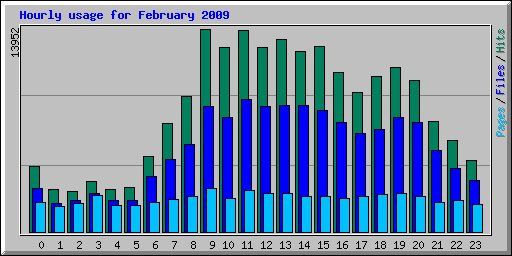 Hourly usage for February 2009
13952
Pages/Files/Hits
0 1 2 3 4 5 6 7 8 9 10 11 12 13 14 15 16 17 18 19 20 21 22 23